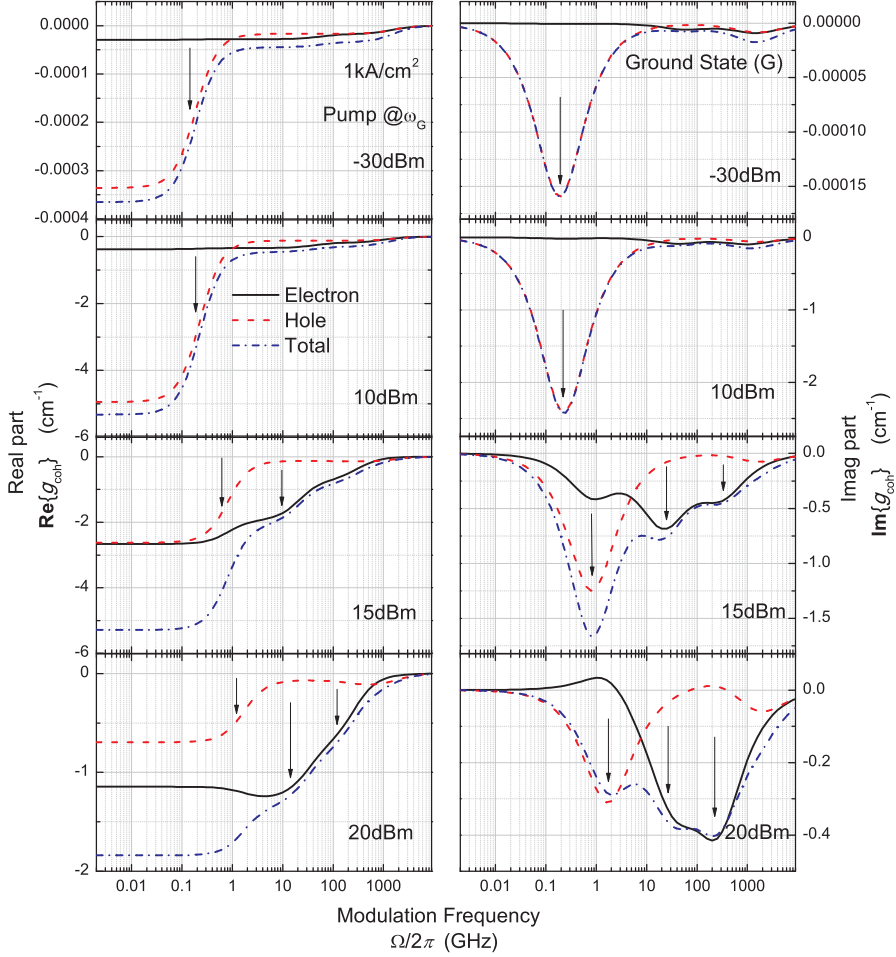 0.0000
-0.0001
-0.0002
-0.0003
-0.0004
1kA/cm²
Pump @ω_G
-30dBm
0.00000
-0.00005
-0.00010
-0.00015
Ground State (G)
-30dBm
0
-2
-4
-6
Electron
Hole
Total
10dBm
0
-1
-2
10dBm
0
-2
-4
-6
15dBm
0.0
-0.5
-1.0
-1.5
15dBm
0
-1
-2
20dBm
0.0
-0.2
-0.4
20dBm
0.01 0.1 1 10 100 1000
0.01 0.1 1 10 100 1000
Real part (cm⁻¹)
Re{g_coh}
Imag part (cm⁻¹)
Im{g_coh}
Modulation Frequency
Ω/2π (GHz)